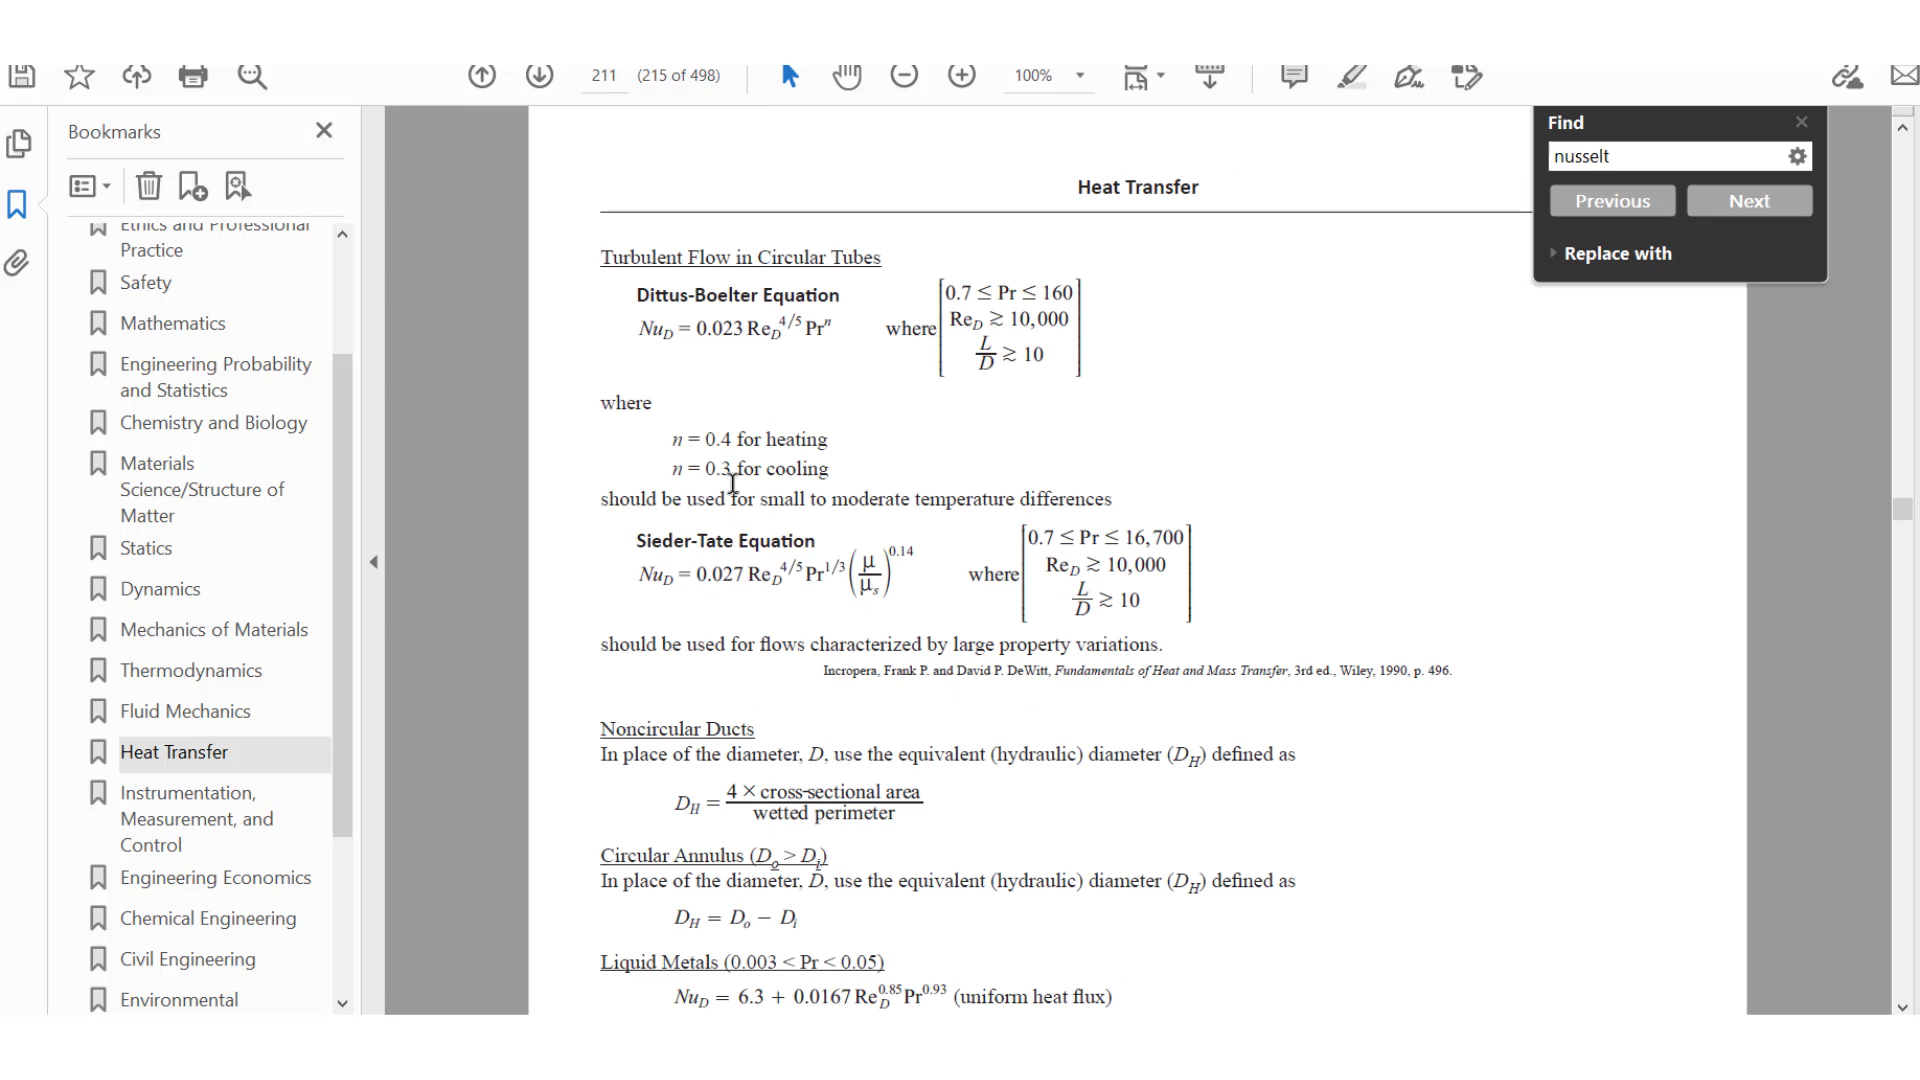 211 (215 of 498)
100%
Bookmarks
Ethics and Professional
Practice
Safety
Mathematics
Engineering Probability
and Statistics
Chemistry and Biology
Materials
Science/Structure of
Matter
Statics
Dynamics
Mechanics of Materials
Thermodynamics
Fluid Mechanics
Heat Transfer
Instrumentation,
Measurement, and
Control
Engineering Economics
Chemical Engineering
Civil Engineering
Environmental
Find
nusselt
Previous Next
Replace with
Heat Transfer
Turbulent Flow in Circular Tubes
Dittus-Boelter Equation
Nu_D = 0.023 Re_D^4/5 Pr^n where [0.7 ≤ Pr ≤ 160
Re_D ≳ 10,000
L/D ≳ 10]
where
n = 0.4 for heating
n = 0.3 for cooling
should be used for small to moderate temperature differences
Sieder-Tate Equation
Nu_D = 0.027 Re_D^4/5 Pr^1/3 (μ/μ_s)^0.14 where [0.7 ≤ Pr ≤ 16,700
Re_D ≳ 10,000
L/D ≳ 10]
should be used for flows characterized by large property variations.
Incropera, Frank P. and David P. DeWitt, Fundamentals of Heat and Mass Transfer, 3rd ed., Wiley, 1990, p. 496.
Noncircular Ducts
In place of the diameter, D, use the equivalent (hydraulic) diameter (D_H) defined as
D_H = 4 × cross-sectional area
wetted perimeter
Circular Annulus (D_o > D_i)
In place of the diameter, D, use the equivalent (hydraulic) diameter (D_H) defined as
D_H = D_o − D_i
Liquid Metals (0.003 < Pr < 0.05)
Nu_D = 6.3 + 0.0167 Re_D^0.85 Pr^0.93 (uniform heat flux)